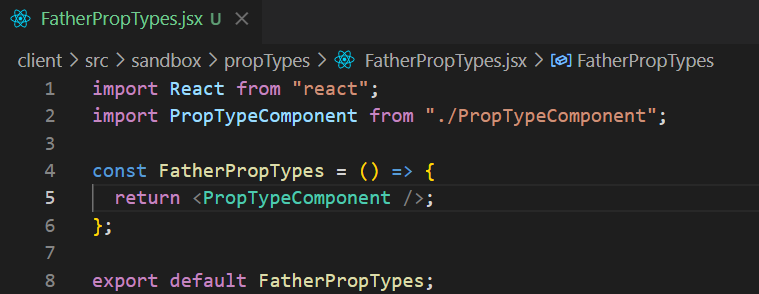 FatherPropTypes.jsx U ×
client > src > sandbox > propTypes > FatherPropTypes.jsx > FatherPropTypes
1 import React from "react";
2 import PropTypeComponent from "./PropTypeComponent";
3
4 const FatherPropTypes = () => {
5   return <PropTypeComponent />;
6 };
7
8 export default FatherPropTypes;